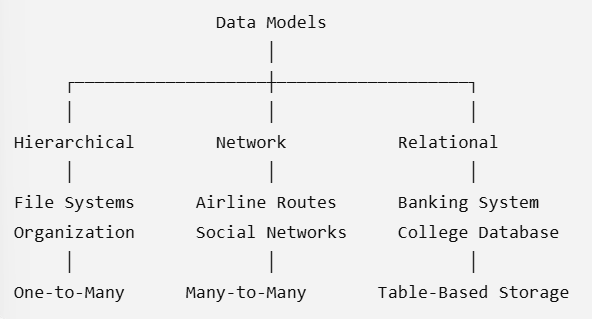 Data Models
Hierarchical Network Relational
File Systems Airline Routes Banking System
Organization Social Networks College Database
One-to-Many Many-to-Many Table-Based Storage